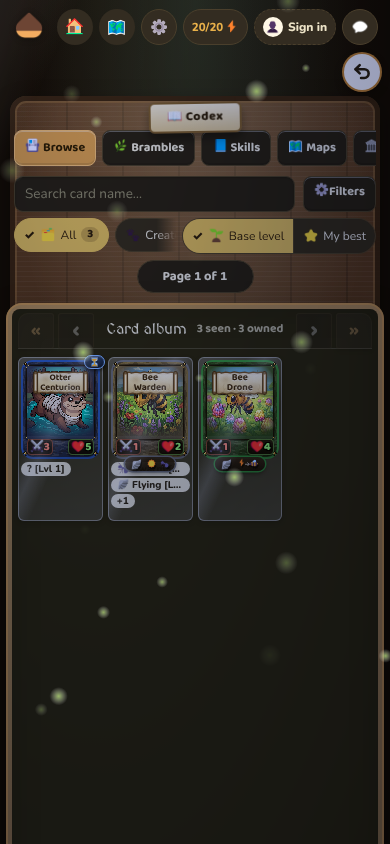 20/20
Sign in
Codex
Browse
Brambles
Skills
Maps
Search card name...
Filters
All 3
Creat
Base level
My best
Page 1 of 1
«
‹
Card album
3 seen · 3 owned
›
»
Otter
Centurion
3
5
Bee
Warden
1
2
Bee
Drone
1
4
? [Lvl 1]
Flying [L...
+1